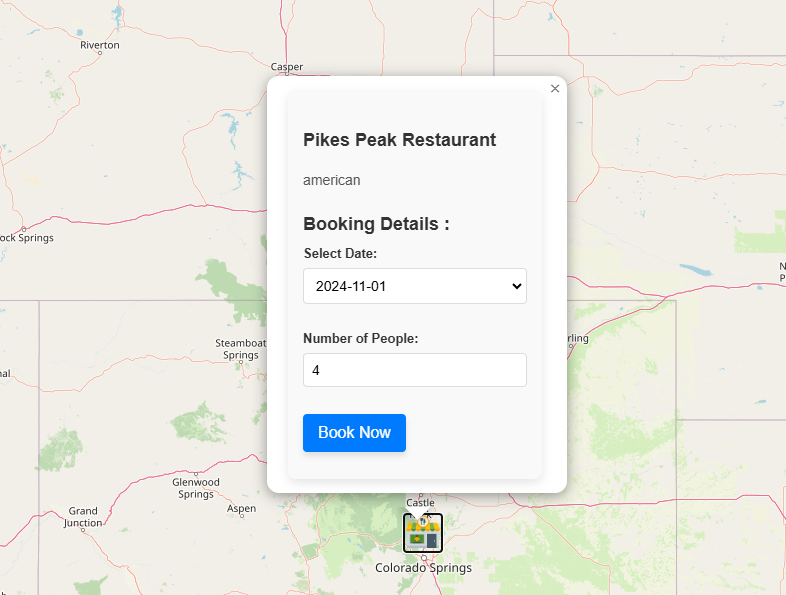 Riverton
Casper
×
Pikes Peak Restaurant
american
ock Springs
Booking Details :
Select Date:
N
P
2024-11-01
Steamboat
Springs
Number of People:
rling
nal
4
Book Now
Glenwood
Springs
Aspen
Grand
Junction
Castle
Colorado Springs